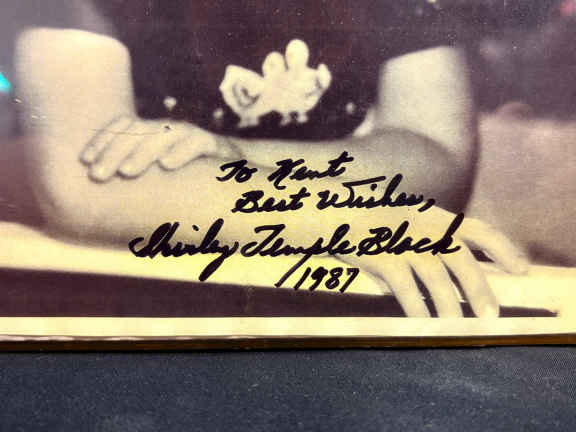 To Kent
Best Wishes,
Shirley Temple Black
1987